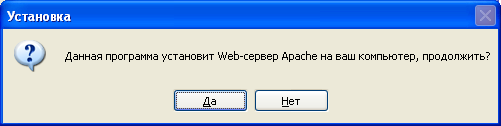 Установка
Данная программа установит Web-сервер Apache на ваш компьютер, продолжить?
Да
Нет